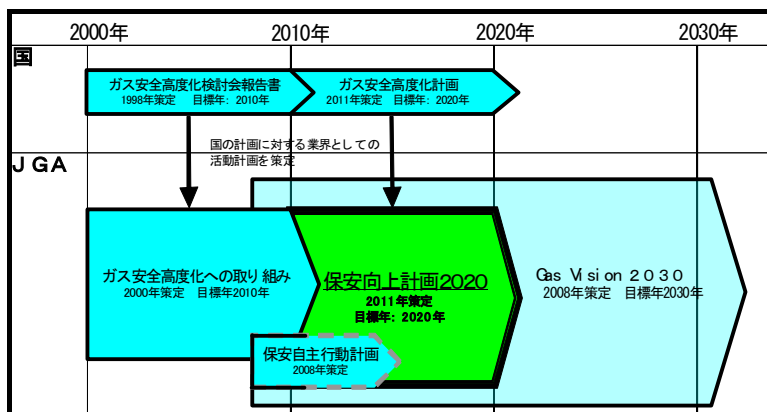 2000年 2010年 2020年 2030年
国
ガス安全高度化検討会報告書
1998年策定 目標年: 2010年
ガス安全高度化計画
2011年策定 目標年: 2020年
国の計画に対する業界としての
活動計画を策定
JGA
ガス安全高度化への取り組み
2000年策定 目標年2010年
保安向上計画2020
2011年策定
目標年: 2020年
Gas Vision 2030
2008年策定 目標年2030年
保安自主行動計画
2008年策定